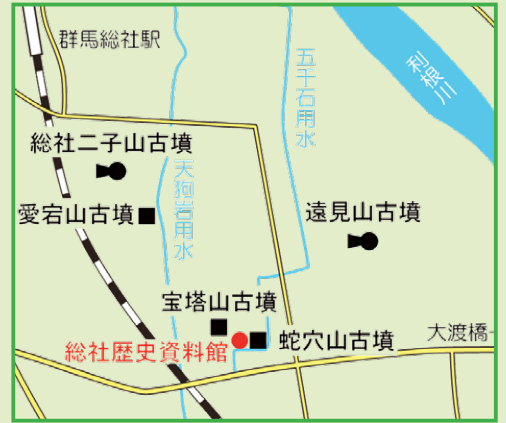 群馬総社駅
利根川
五千石用水
総社二子山古墳
天狗岩用水
愛宕山古墳
遠見山古墳
宝塔山古墳
蛇穴山古墳
大渡橋
総社歴史資料館